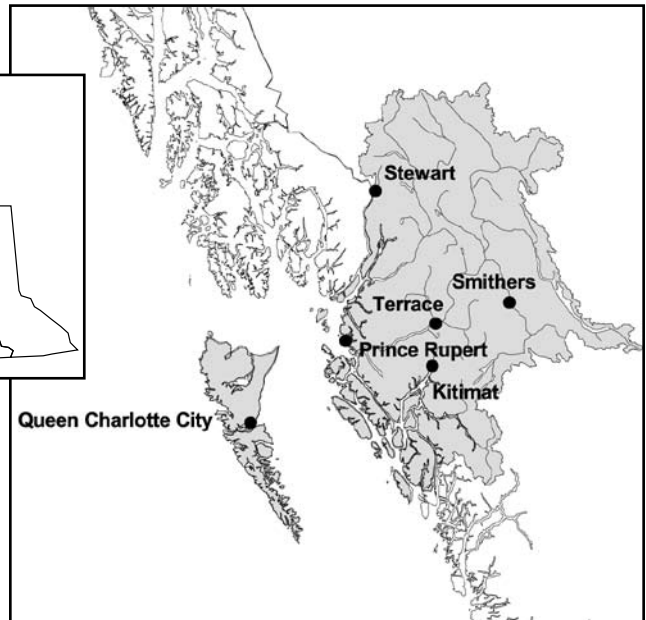 Stewart
Smithers
Terrace
Prince Rupert
Kitimat
Queen Charlotte City